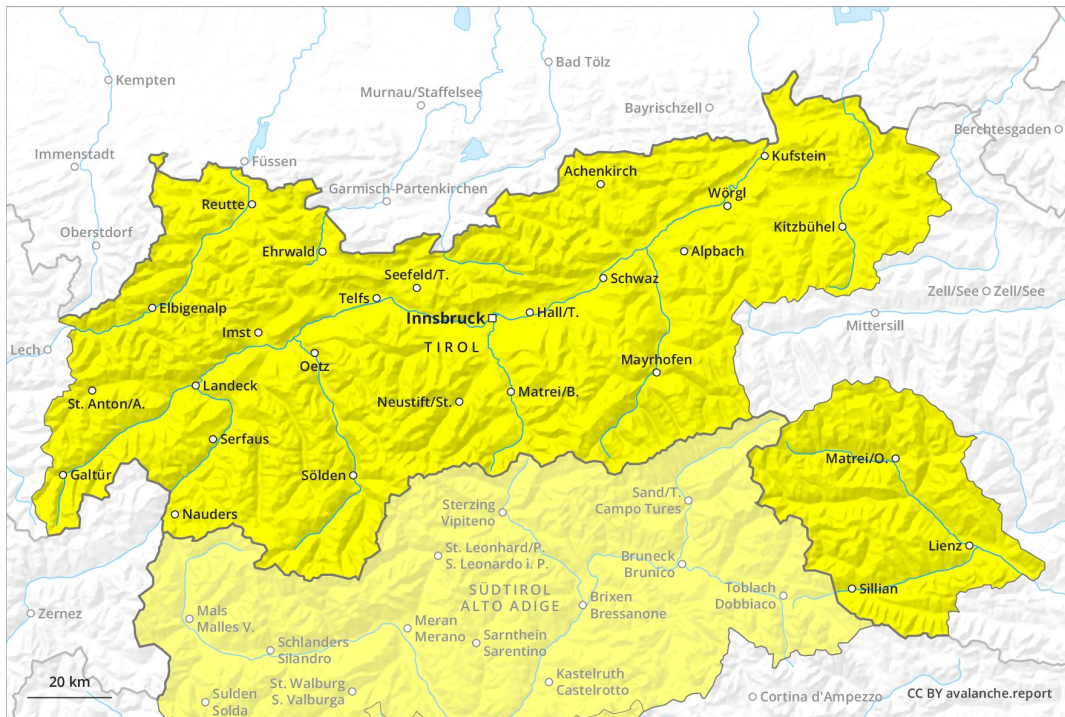 Kempten
Bad Tölz
Murnau/Staffelsee
Bayrischzell
Berchtesgaden
Immenstadt
Füssen
Kufstein
Achenkirch
Garmisch-Partenkirchen
Wörgl
Reutte
Oberstdorf
Kitzbühel
Ehrwald
Alpbach
Seefeld/T.
Schwaz
Zell/See
Zell/See
Telfs
Elbigenalp
Innsbruck
Hall/T.
Mittersill
Imst
TIROL
Lech
Oetz
Mayrhofen
Landeck
Matrei/B.
St. Anton/A.
Neustift/St.
Serfaus
Matrei/O.
Galtür
Sölden
Sand/T.
Campo Tures
Sterzing
Vipiteno
Nauders
Lienz
St. Leonhard/P.
S. Leonardo i. P.
Bruneck
Brunico
SÜDTIROL
ALTO ADIGE
Toblach
Dobbiaco
Sillian
Brixen
Bressanone
Zernez
Mals
Malles V.
Meran
Merano
Sarnthein
Sarentino
Schlanders
Silandro
20 km
St. Walburg
S. Valburga
Kastelruth
Castelrotto
Sulden
Solda
Cortina d'Ampezzo
CC BY avalanche.report